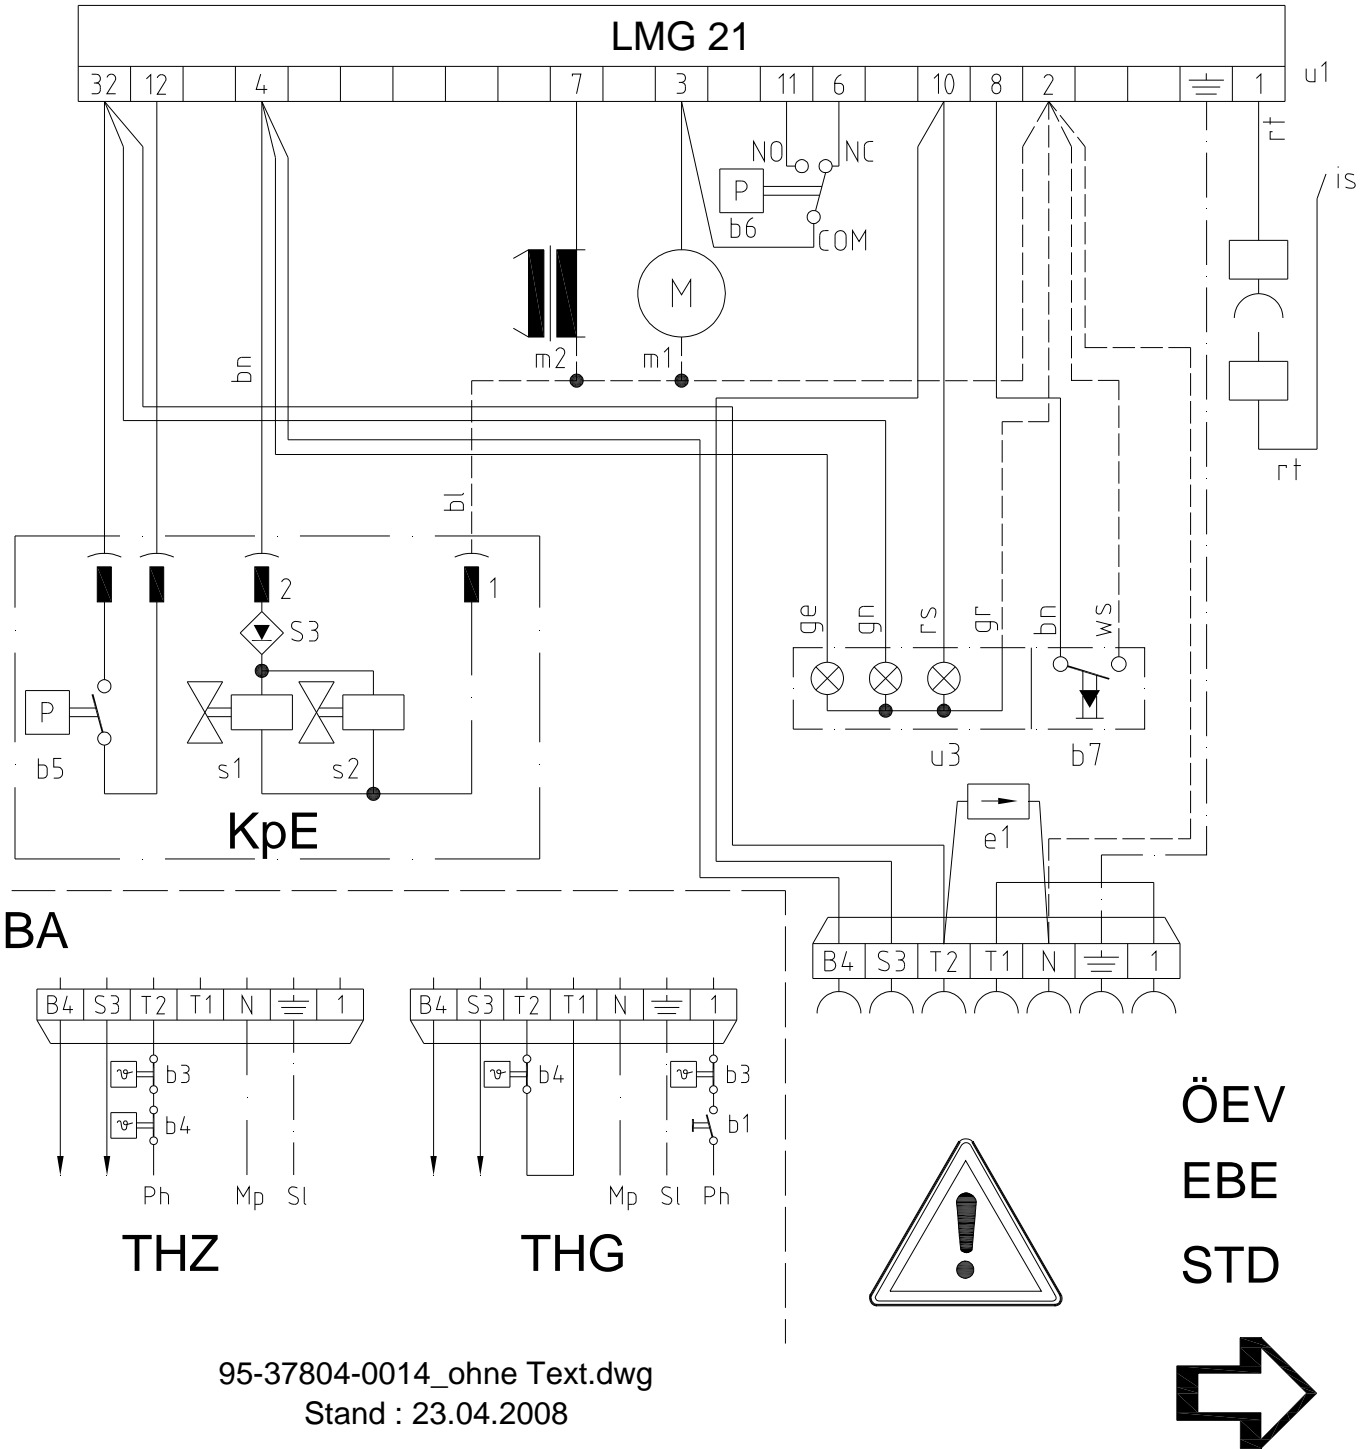 LMG 21
32 12 4 7 3 11 6 10 8 2 1 u1
rt
NO NC
is
P
b6
COM
M
m2 m1
bn
rt
bl
2 1
S3
ge gn rs gr bn ws
P
b5 s1 s2
u3 b7
KpE
e1
BA
B4 S3 T2 T1 N 1
B4 S3 T2 T1 N 1
B4 S3 T2 T1 N 1
ϑ b3
ϑ b4
ϑ b4
ϑ b3
b1
Ph Mp Sl
Mp Sl Ph
THZ
THG
ÖEV
EBE
STD
!
95-37804-0014_ohne Text.dwg
Stand : 23.04.2008